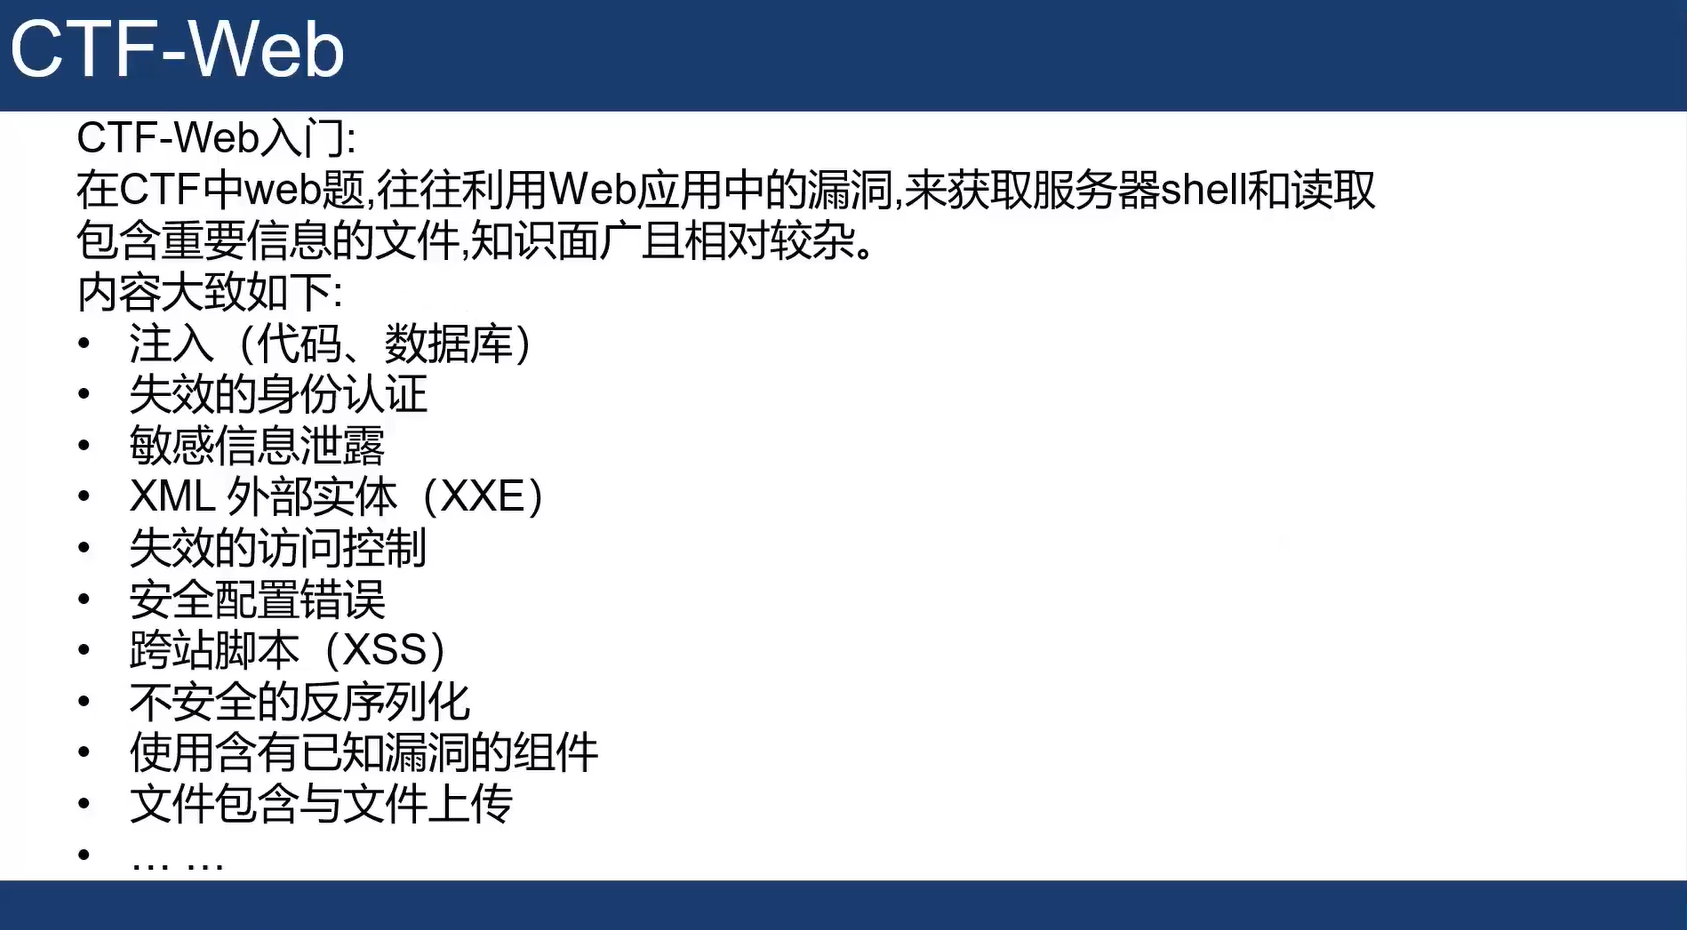 CTF-Web
CTF-Web入门:
在CTF中web题,往往利用Web应用中的漏洞,来获取服务器shell和读取
包含重要信息的文件,知识面广且相对较杂。
内容大致如下:
• 注入（代码、数据库）
• 失效的身份认证
• 敏感信息泄露
• XML 外部实体（XXE）
• 失效的访问控制
• 安全配置错误
• 跨站脚本（XSS）
• 不安全的反序列化
• 使用含有已知漏洞的组件
• 文件包含与文件上传
• … …